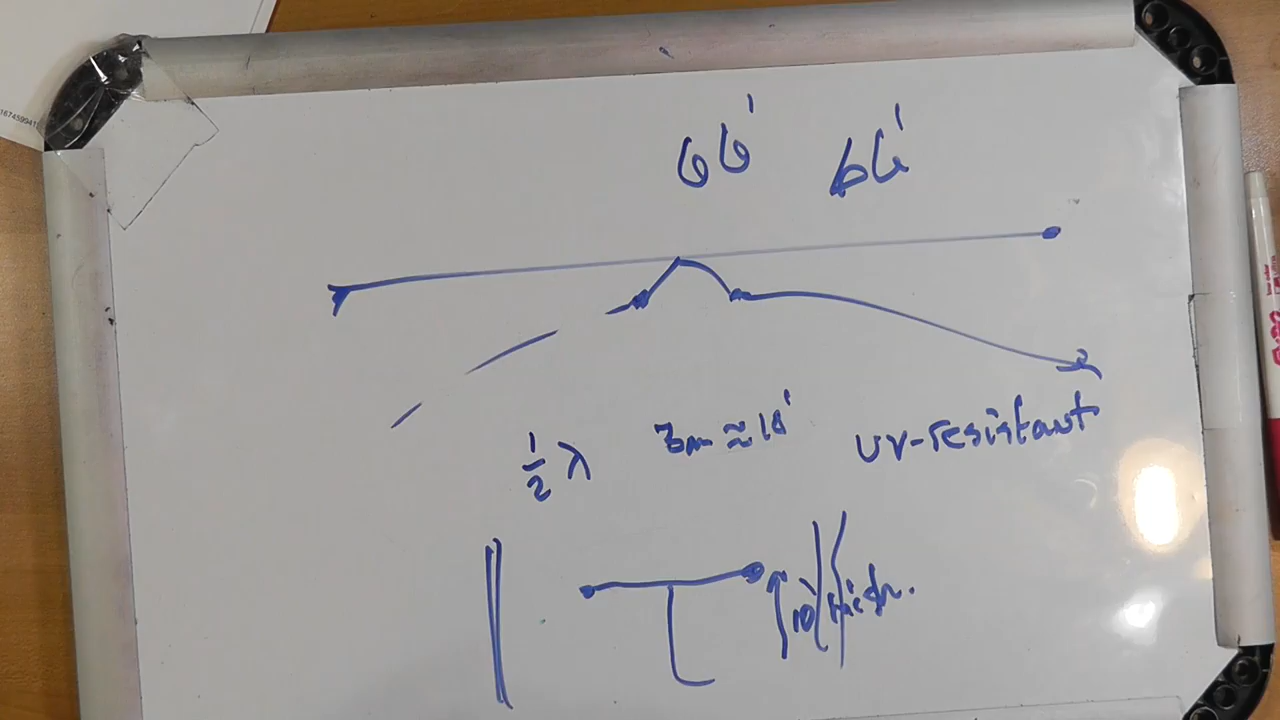 66' 66'
½ λ 3m ≈ 10' uv-resistant
10' high.